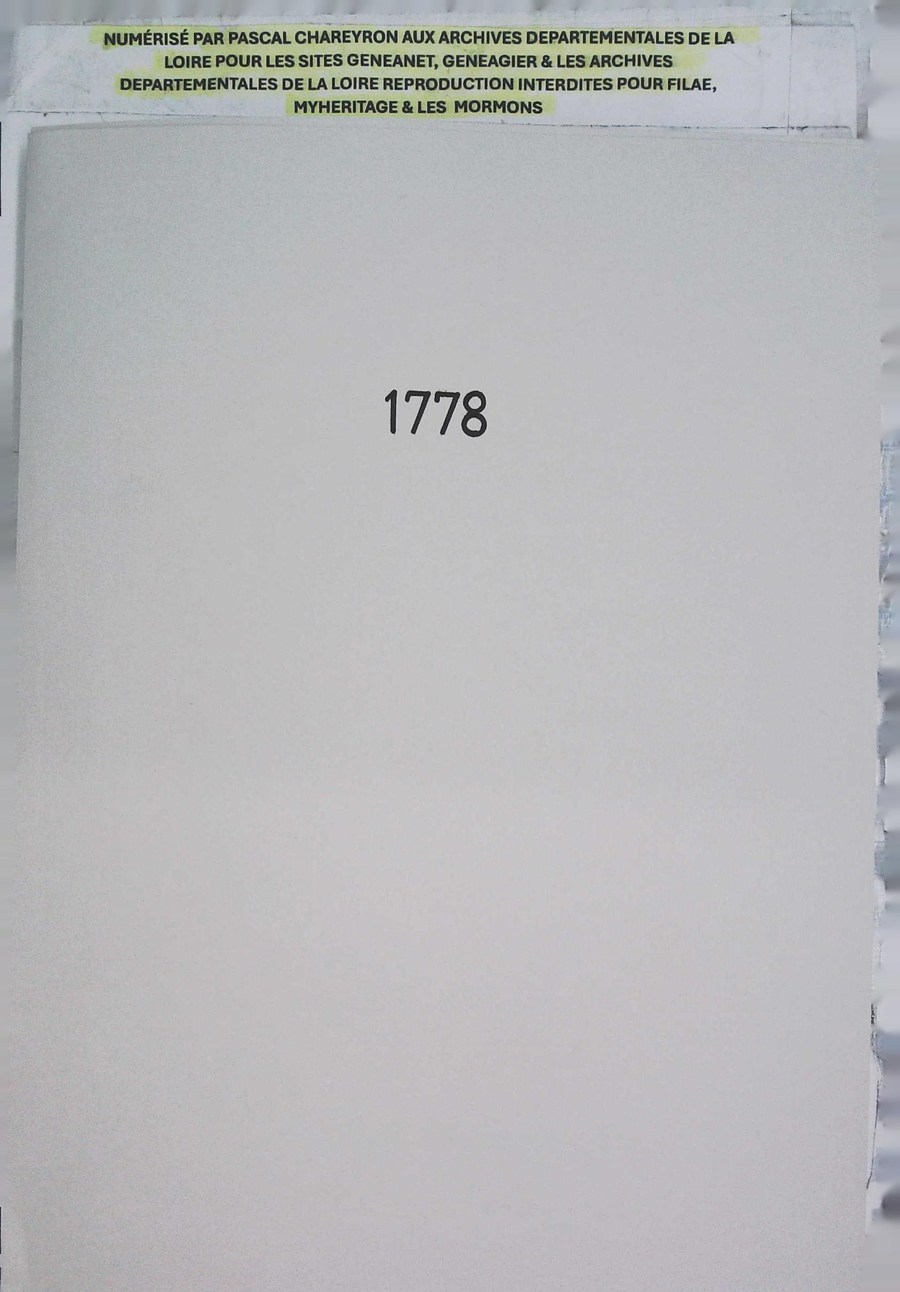 NUMÉRISÉ PAR PASCAL CHAREYRON AUX ARCHIVES DEPARTEMENTALES DE LA
LOIRE POUR LES SITES GENEANET, GENEAGIER & LES ARCHIVES
DEPARTEMENTALES DE LA LOIRE REPRODUCTION INTERDITES POUR FILAE,
MYHERITAGE & LES MORMONS
1778